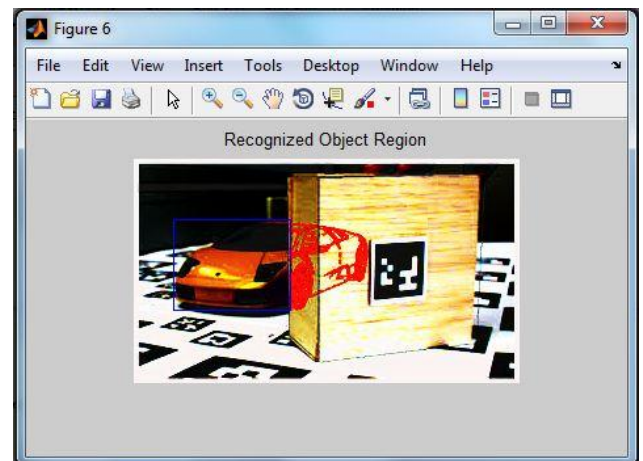 Figure 6
File Edit View Insert Tools Desktop Window Help
Recognized Object Region